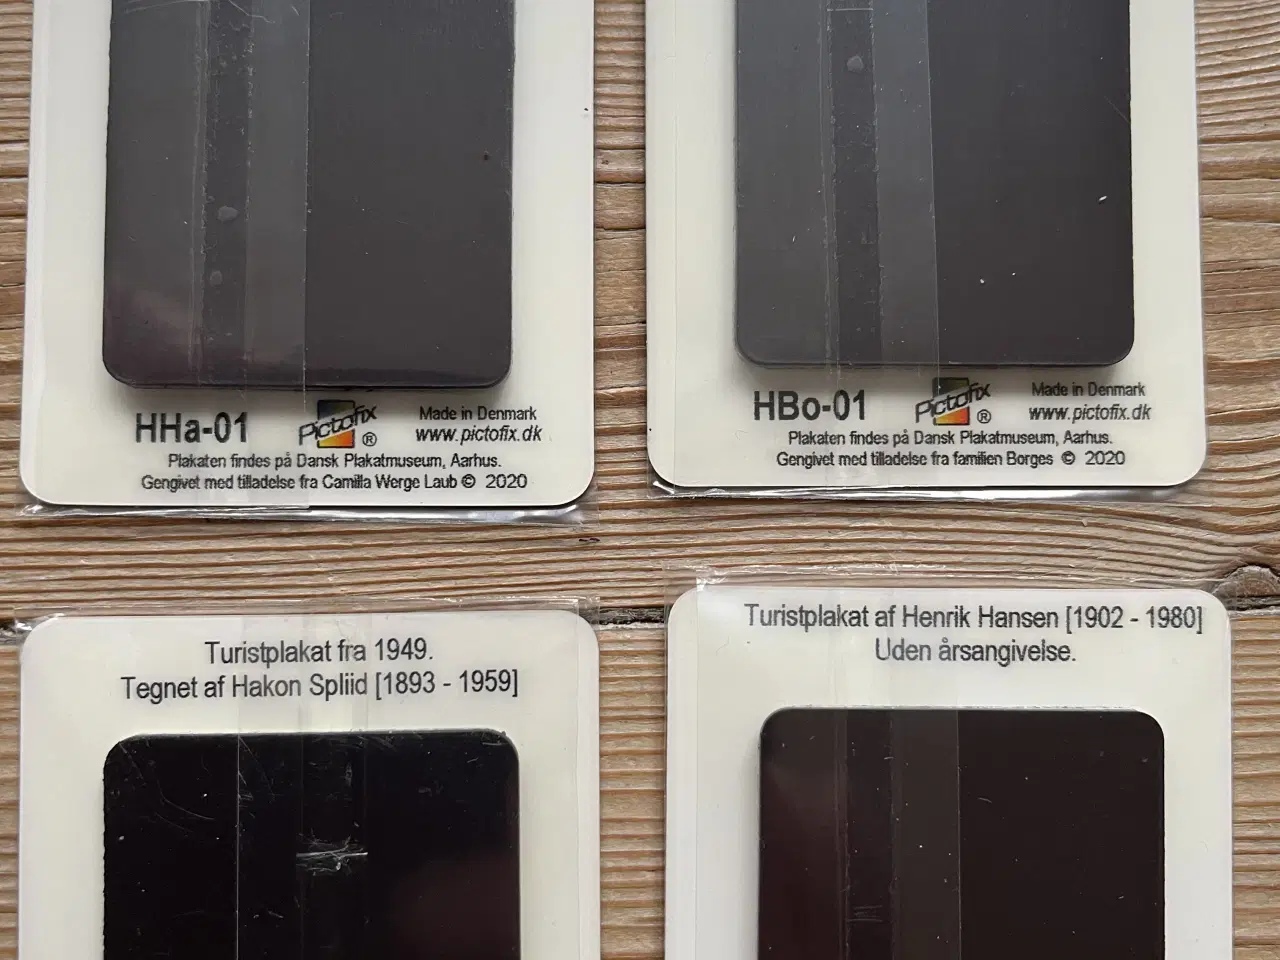 HHa-01
Pictofix ®
Made in Denmark
www.pictofix.dk
Plakaten findes på Dansk Plakatmuseum, Aarhus.
Gengivet med tilladelse fra Camilla Werge Laub © 2020
HBo-01
Pictofix ®
Made in Denmark
www.pictofix.dk
Plakaten findes på Dansk Plakatmuseum, Aarhus.
Gengivet med tilladelse fra familien Borges © 2020
Turistplakat fra 1949.
Tegnet af Hakon Spliid [1893 - 1959]
Turistplakat af Henrik Hansen [1902 - 1980]
Uden årsangivelse.